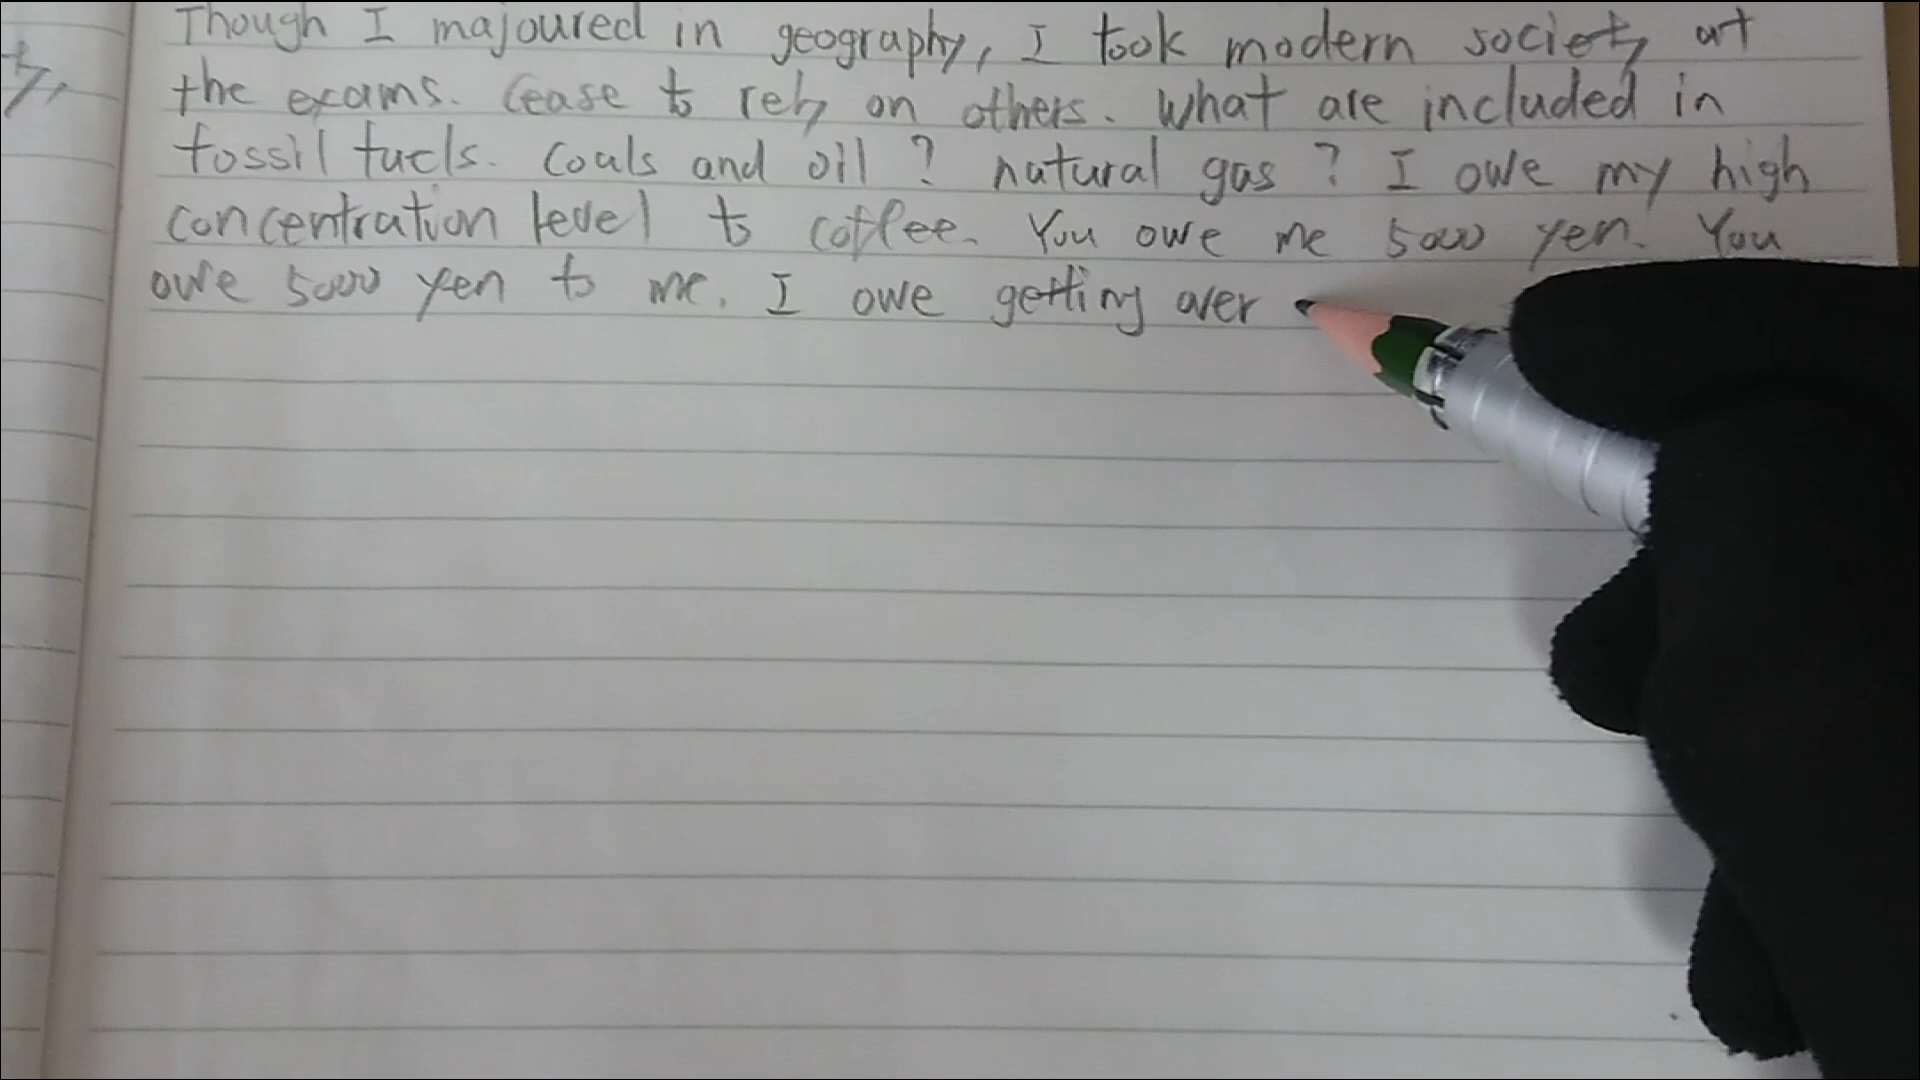 Though I majoured in geography, I took modern society at
the exams. Cease to rely on others. What are included in
fossil fuels. Coals and oil ? natural gas ? I owe my high
concentration level to coffee. You owe me 5000 yen. You
owe 5000 yen to me. I owe getting over